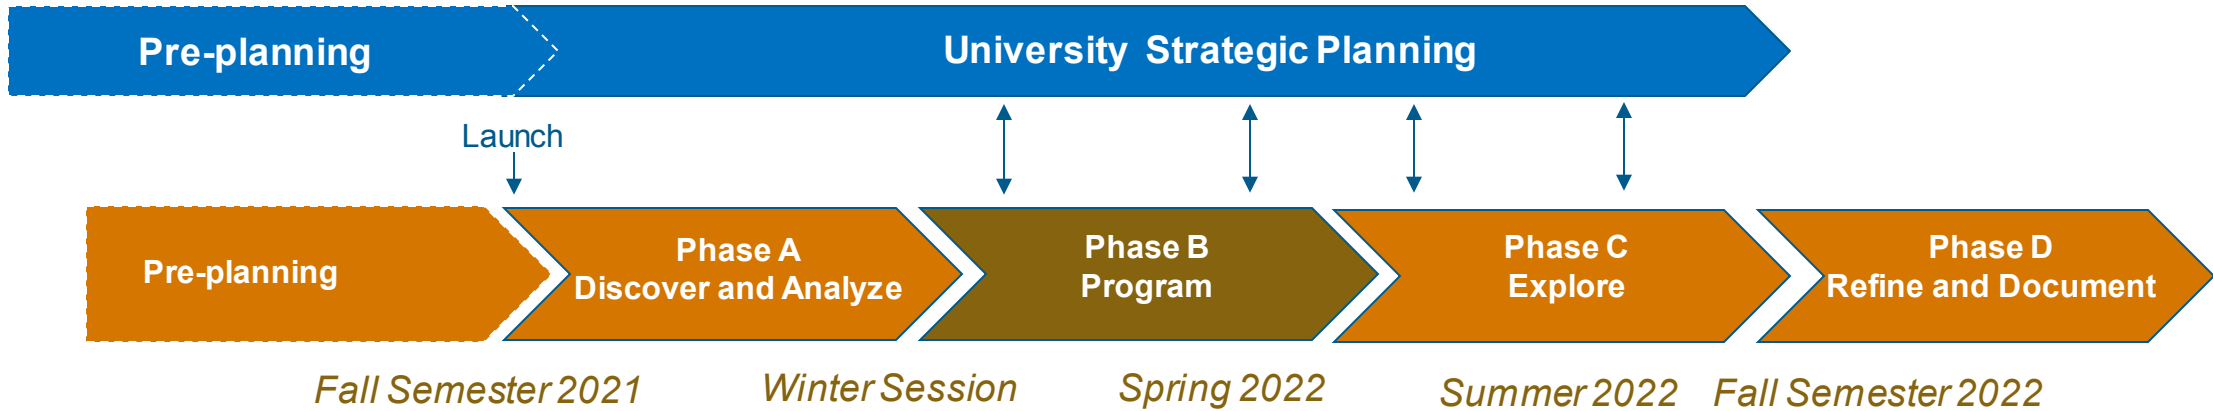 Pre-planning
University Strategic Planning
Launch
Pre-planning
Phase A
Discover and Analyze
Phase B
Program
Phase C
Explore
Phase D
Refine and Document
Fall Semester 2021
Winter Session
Spring 2022
Summer 2022
Fall Semester 2022